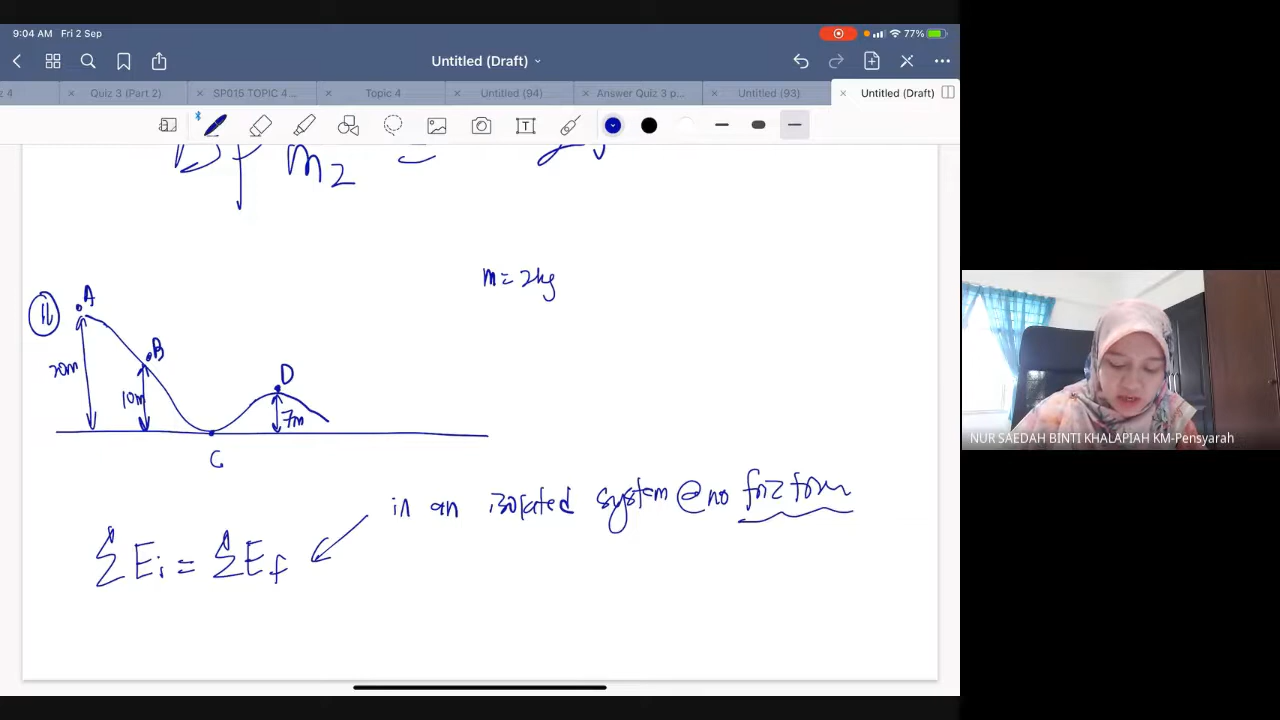 9:04 AM Fri 2 Sep
77%
Untitled (Draft)
z 4
Quiz 3 (Part 2)
SP015 TOPIC 4...
Topic 4
Untitled (94)
Answer Quiz 3 p...
Untitled (93)
Untitled (Draft)
m2
m = 2kg
11
A
B
20m
10m
D
7m
C
in an isolated system @ no
ΣEi = ΣEf
NUR SAEDAH BINTI KHALAPIAH KM-Pensyarah